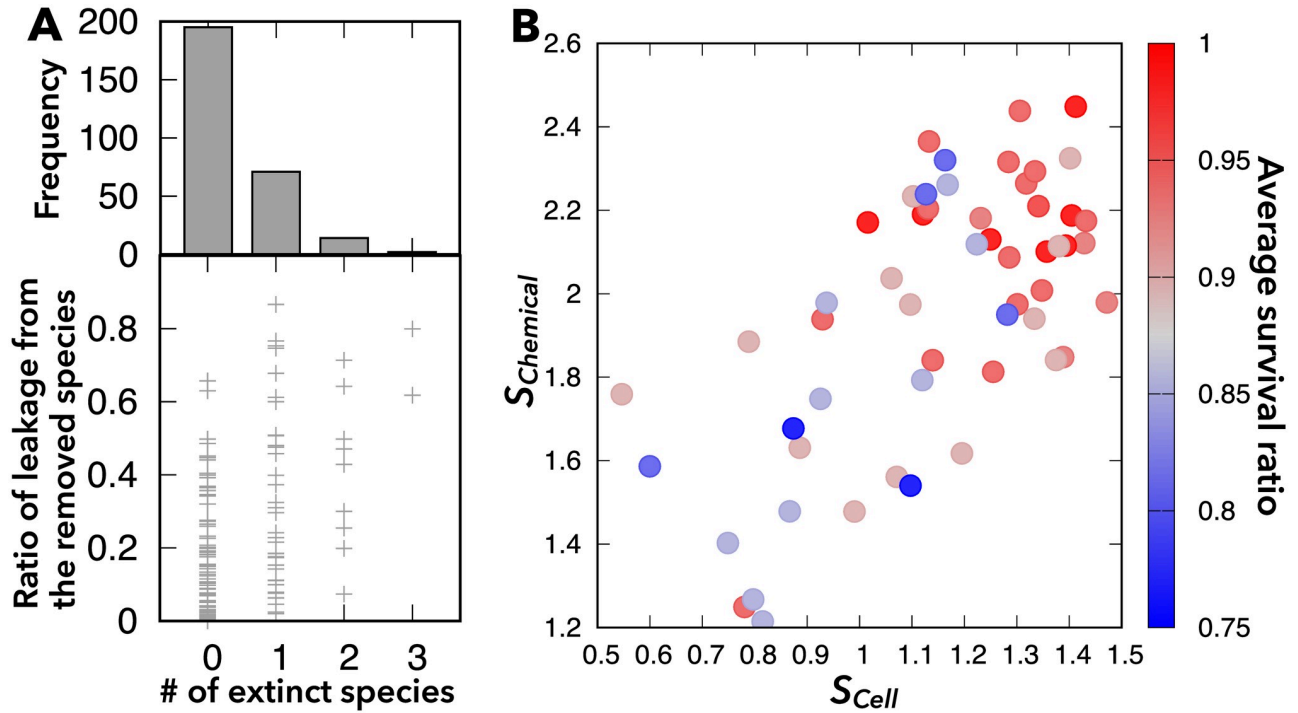 A
200
150
100
50
0
Frequency
0.8
0.6
0.4
0.2
0
Ratio of leakage from
the removed species
0 1 2 3
# of extinct species
B
2.6
2.4
2.2
2
1.8
1.6
1.4
1.2
SChemical
0.5 0.6 0.7 0.8 0.9 1 1.1 1.2 1.3 1.4 1.5
SCell
1
0.95
0.9
0.85
0.8
0.75
Average survival ratio